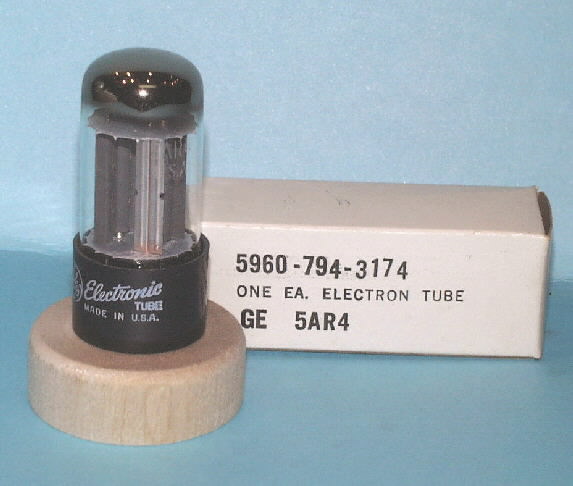 Electronic
TUBE
MADE IN U.S.A.
5960-794-3174
ONE EA. ELECTRON TUBE
GE 5AR4